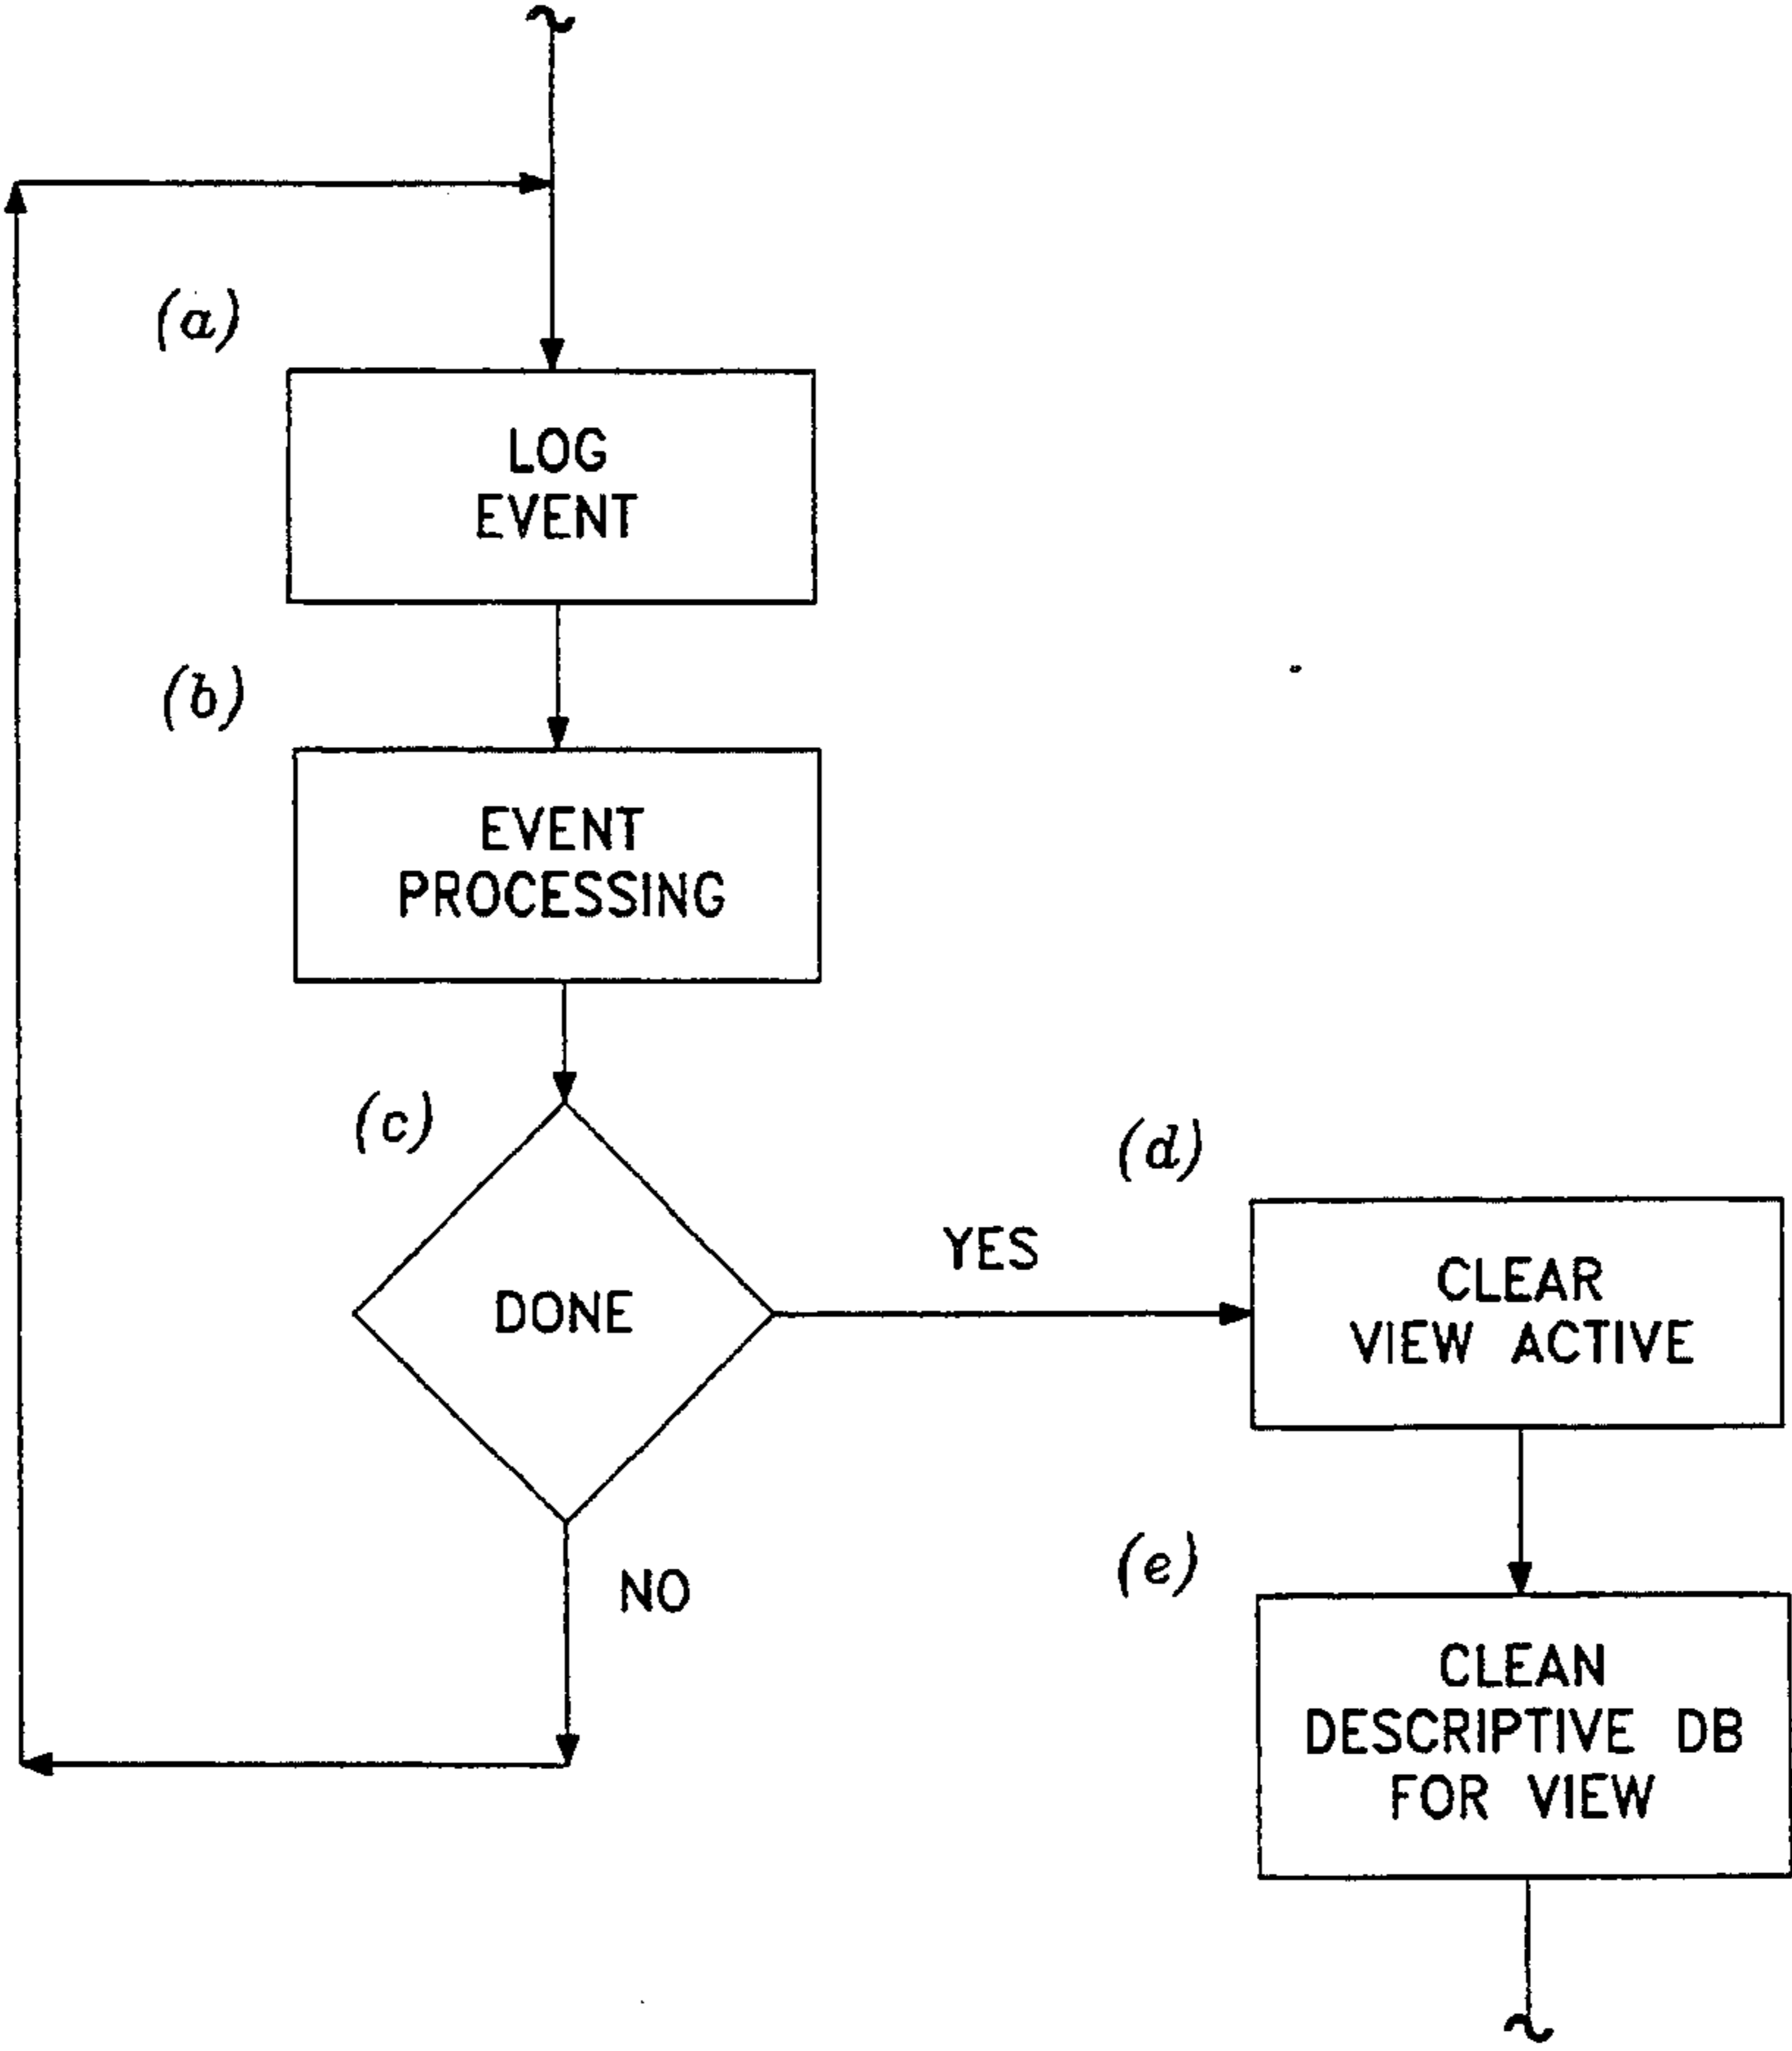 (a)
LOG
EVENT
(b)
EVENT
PROCESSING
(c)
DONE
YES
NO
(d)
CLEAR
VIEW ACTIVE
(e)
CLEAN
DESCRIPTIVE DB
FOR VIEW